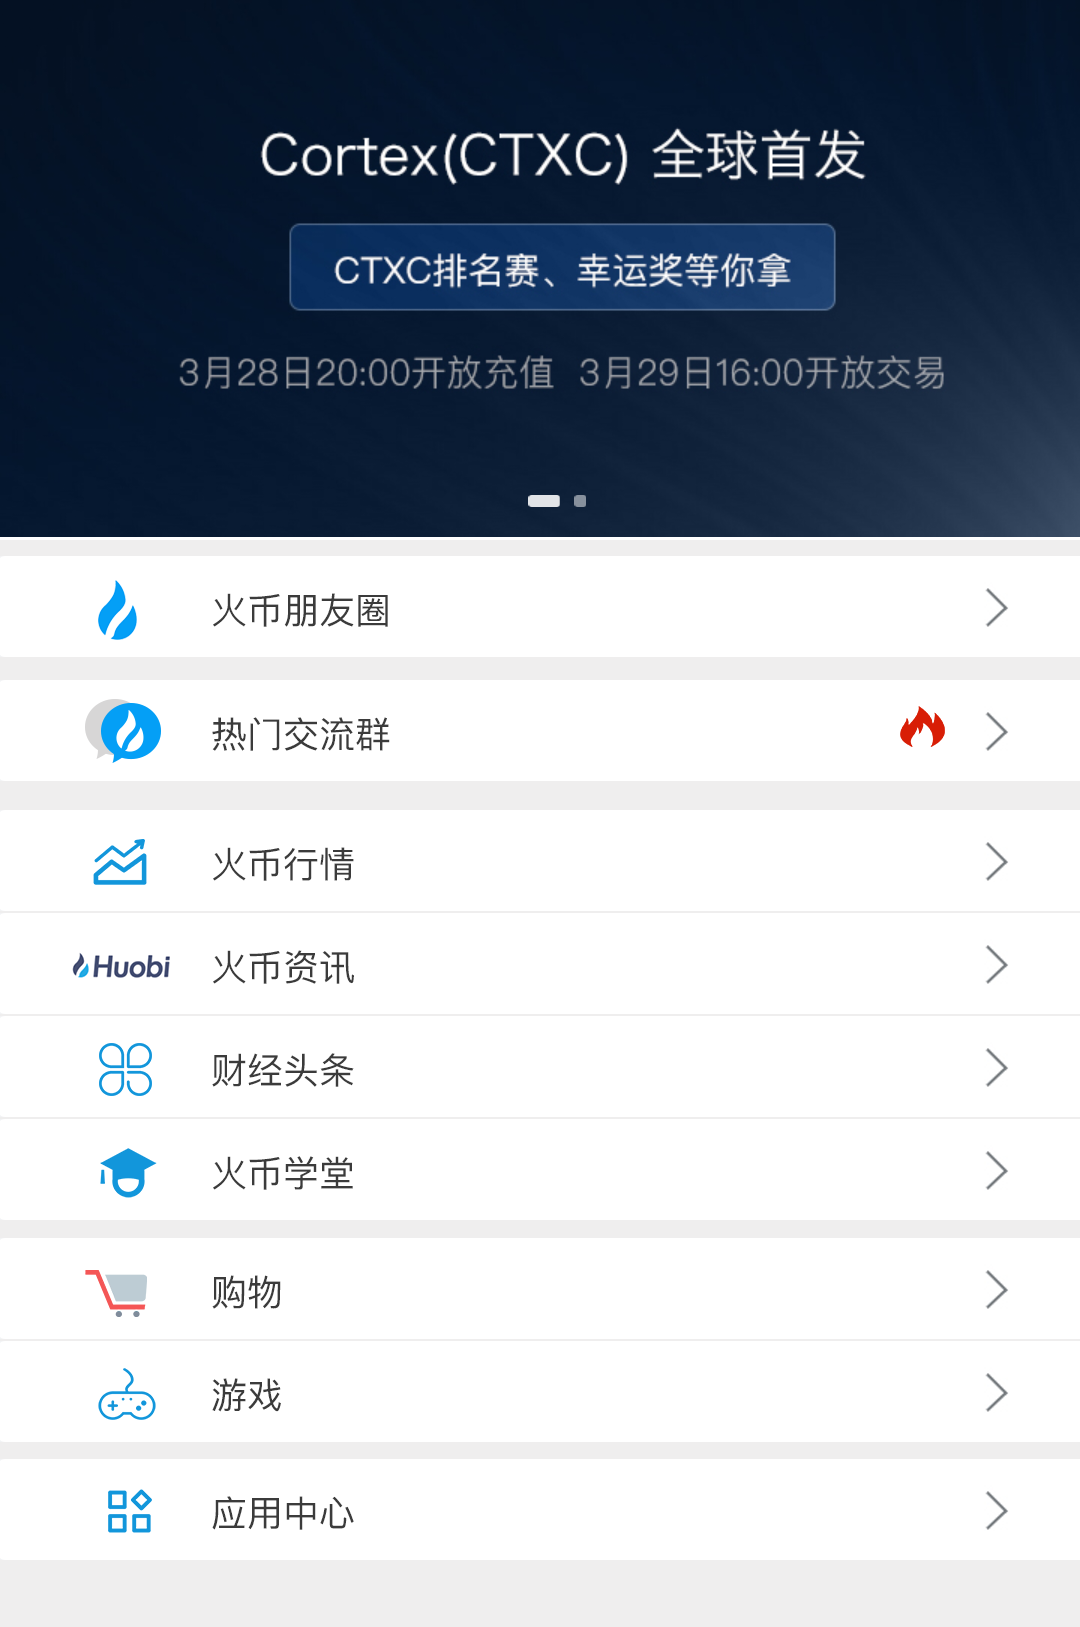 Cortex(CTXC) 全球首发
CTXC排名赛、幸运奖等你拿
3月28日20:00开放充值 3月29日16:00开放交易
火币朋友圈
热门交流群
火币行情
Huobi 火币资讯
财经头条
火币学堂
购物
游戏
应用中心